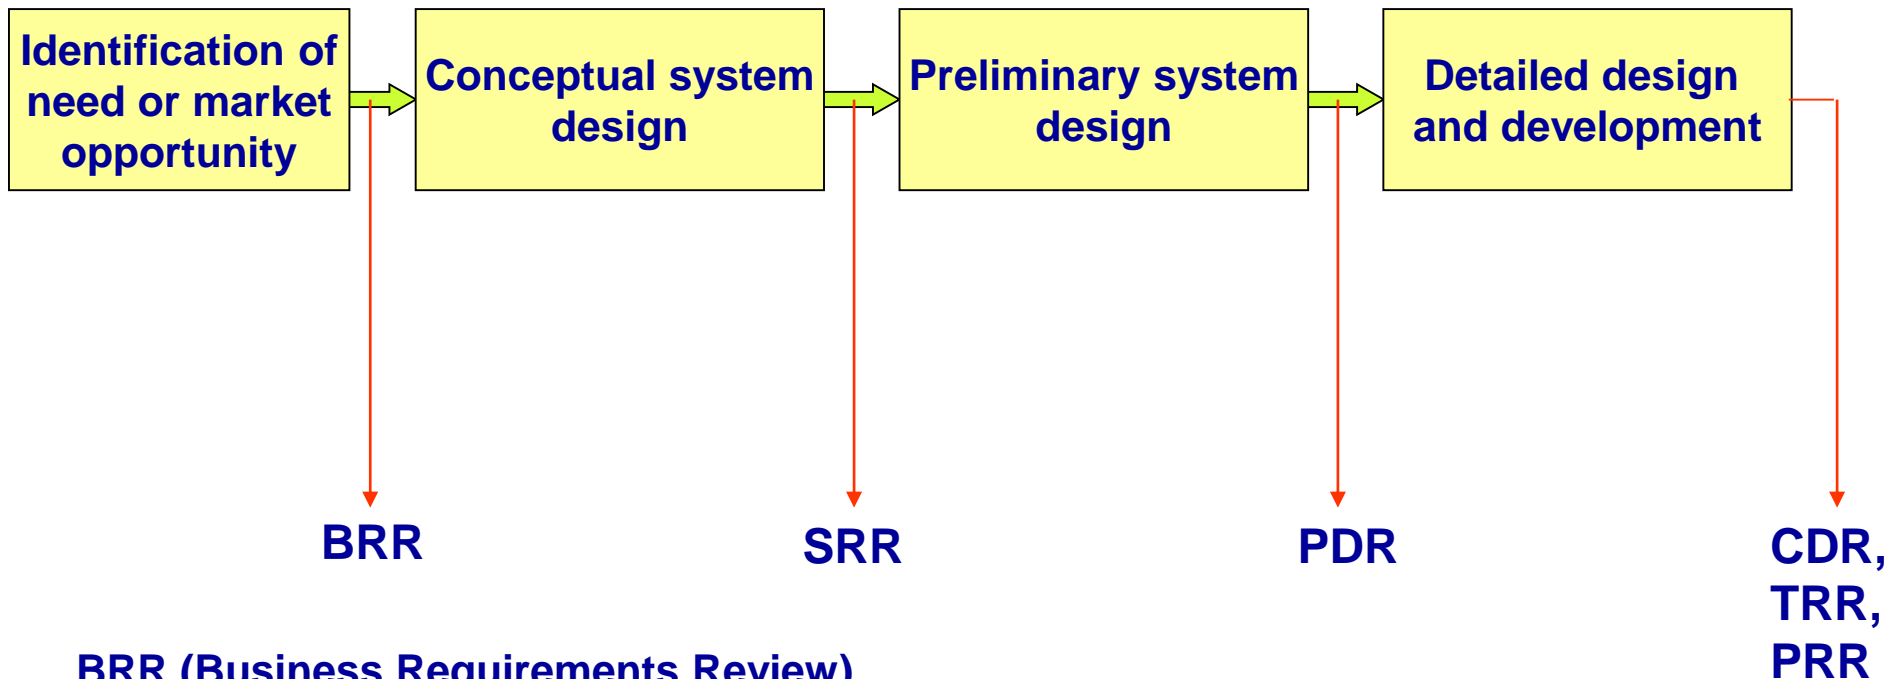 Identification of
need or market
opportunity
Conceptual system
design
Preliminary system
design
Detailed design
and development
BRR
SRR
PDR
CDR,
TRR,
PRR
BRR (Business Requirements Review)